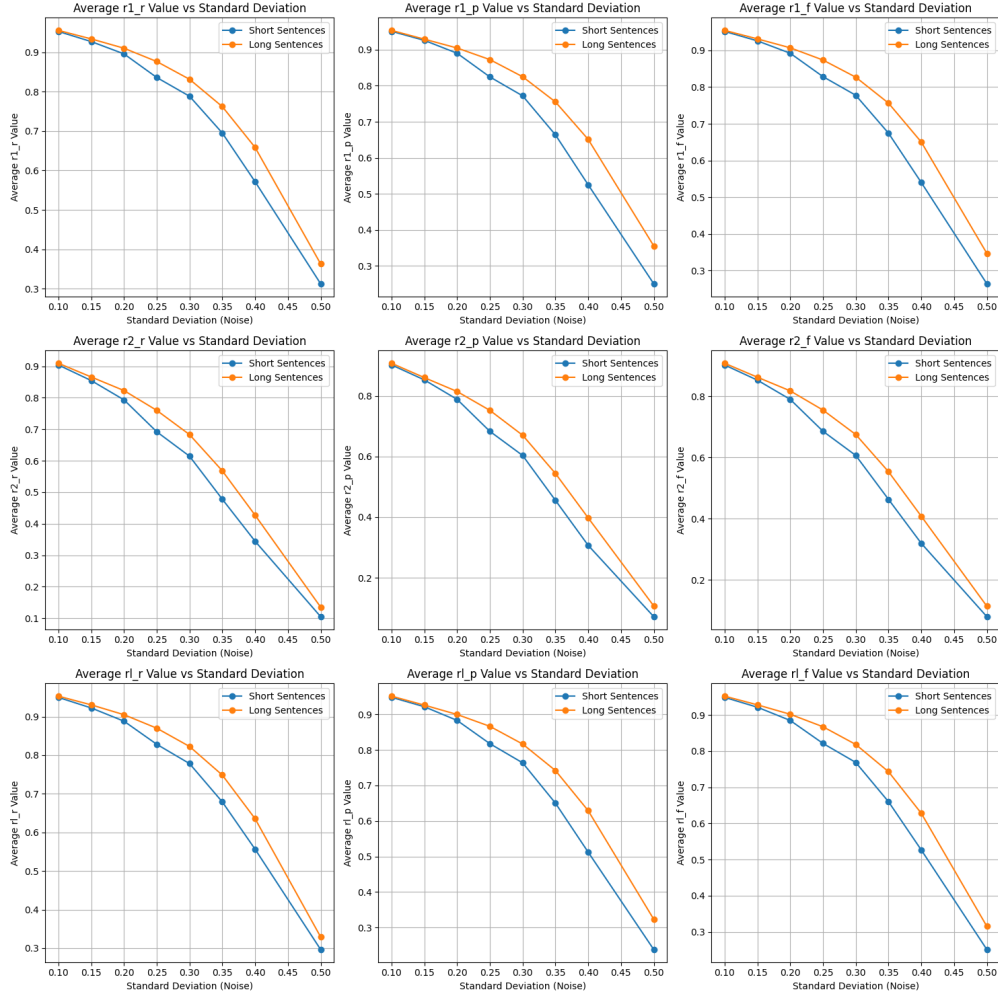 Average r1_r Value vs Standard Deviation
Average r1_r Value
0.9
0.8
0.7
0.6
0.5
0.4
0.3
Short Sentences
Long Sentences
0.10 0.15 0.20 0.25 0.30 0.35 0.40 0.45 0.50
Standard Deviation (Noise)
Average r1_p Value vs Standard Deviation
Average r1_p Value
0.9
0.8
0.7
0.6
0.5
0.4
0.3
Short Sentences
Long Sentences
0.10 0.15 0.20 0.25 0.30 0.35 0.40 0.45 0.50
Standard Deviation (Noise)
Average r1_f Value vs Standard Deviation
Average r1_f Value
0.9
0.8
0.7
0.6
0.5
0.4
0.3
Short Sentences
Long Sentences
0.10 0.15 0.20 0.25 0.30 0.35 0.40 0.45 0.50
Standard Deviation (Noise)
Average r2_r Value vs Standard Deviation
Average r2_r Value
0.9
0.8
0.7
0.6
0.5
0.4
0.3
0.2
0.1
Short Sentences
Long Sentences
0.10 0.15 0.20 0.25 0.30 0.35 0.40 0.45 0.50
Standard Deviation (Noise)
Average r2_p Value vs Standard Deviation
Average r2_p Value
0.8
0.6
0.4
0.2
Short Sentences
Long Sentences
0.10 0.15 0.20 0.25 0.30 0.35 0.40 0.45 0.50
Standard Deviation (Noise)
Average r2_f Value vs Standard Deviation
Average r2_f Value
0.8
0.6
0.4
0.2
Short Sentences
Long Sentences
0.10 0.15 0.20 0.25 0.30 0.35 0.40 0.45 0.50
Standard Deviation (Noise)
Average rl_r Value vs Standard Deviation
Average rl_r Value
0.9
0.8
0.7
0.6
0.5
0.4
0.3
Short Sentences
Long Sentences
0.10 0.15 0.20 0.25 0.30 0.35 0.40 0.45 0.50
Standard Deviation (Noise)
Average rl_p Value vs Standard Deviation
Average rl_p Value
0.9
0.8
0.7
0.6
0.5
0.4
0.3
Short Sentences
Long Sentences
0.10 0.15 0.20 0.25 0.30 0.35 0.40 0.45 0.50
Standard Deviation (Noise)
Average rl_f Value vs Standard Deviation
Average rl_f Value
0.9
0.8
0.7
0.6
0.5
0.4
0.3
Short Sentences
Long Sentences
0.10 0.15 0.20 0.25 0.30 0.35 0.40 0.45 0.50
Standard Deviation (Noise)